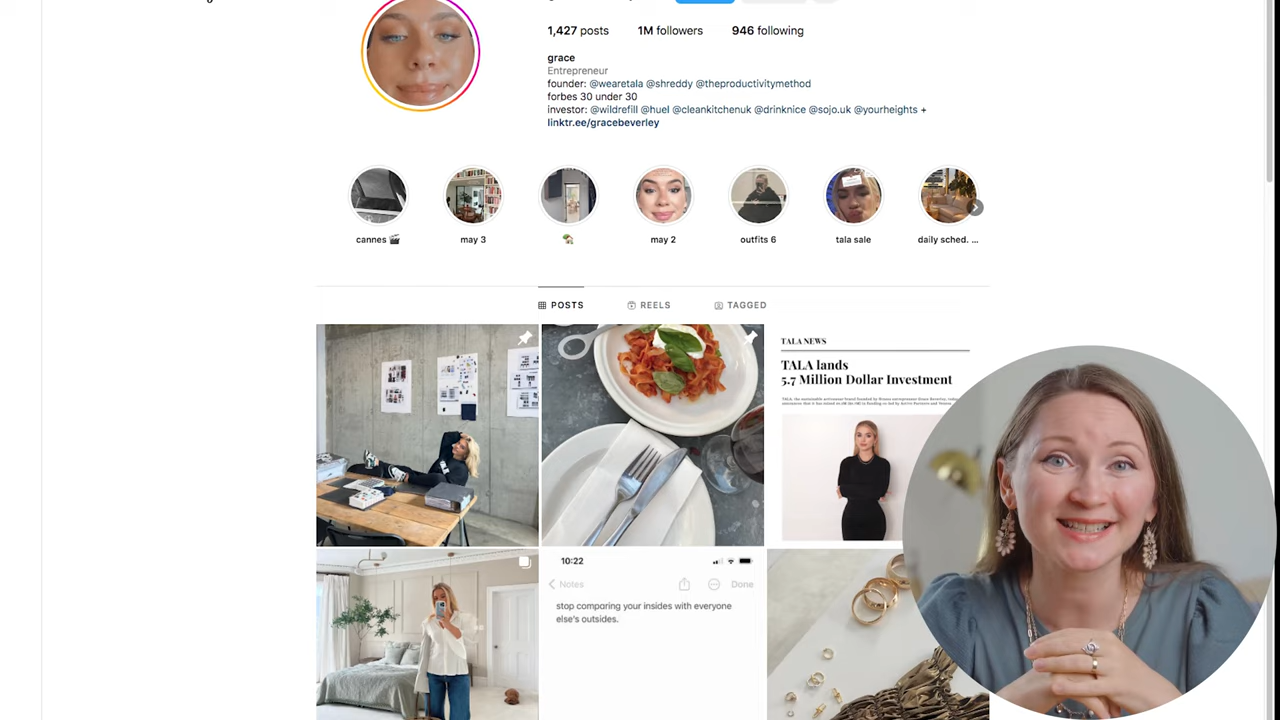 1,427 posts 1M followers 946 following
grace
Entrepreneur
founder: @wearetala @shreddy @theproductivitymethod
forbes 30 under 30
investor: @wildrefill @huel @cleankitchenuk @drinknice @sojo.uk @yourheights +
linktr.ee/gracebeverley
cannes 🎬 may 3 🏡 may 2 outfits 6 tala sale daily sched. ...
POSTS REELS TAGGED
TALA NEWS
TALA lands
5.7 Million Dollar Investment
10:22
Notes Done
stop comparing your insides with everyone
else's outsides.